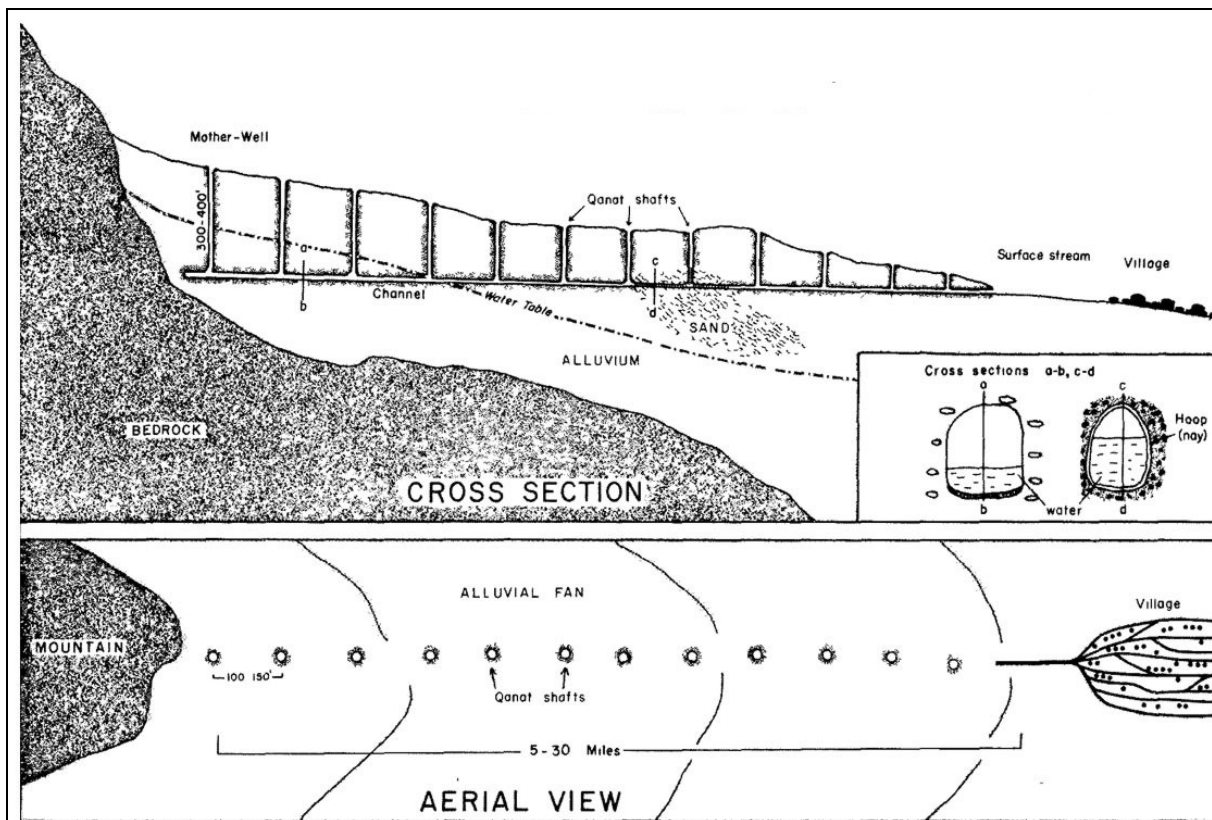 Mother-Well
300-400'
Qanat shafts
Surface stream
Village
a
b
Channel
Water Table
c
d
SAND
ALLUVIUM
BEDROCK
CROSS SECTION
Cross sections a-b, c-d
a
c
Hoop
(nay)
b
water
d
ALLUVIAL FAN
MOUNTAIN
Village
100 150'
Qanat shafts
5-30 Miles
AERIAL VIEW